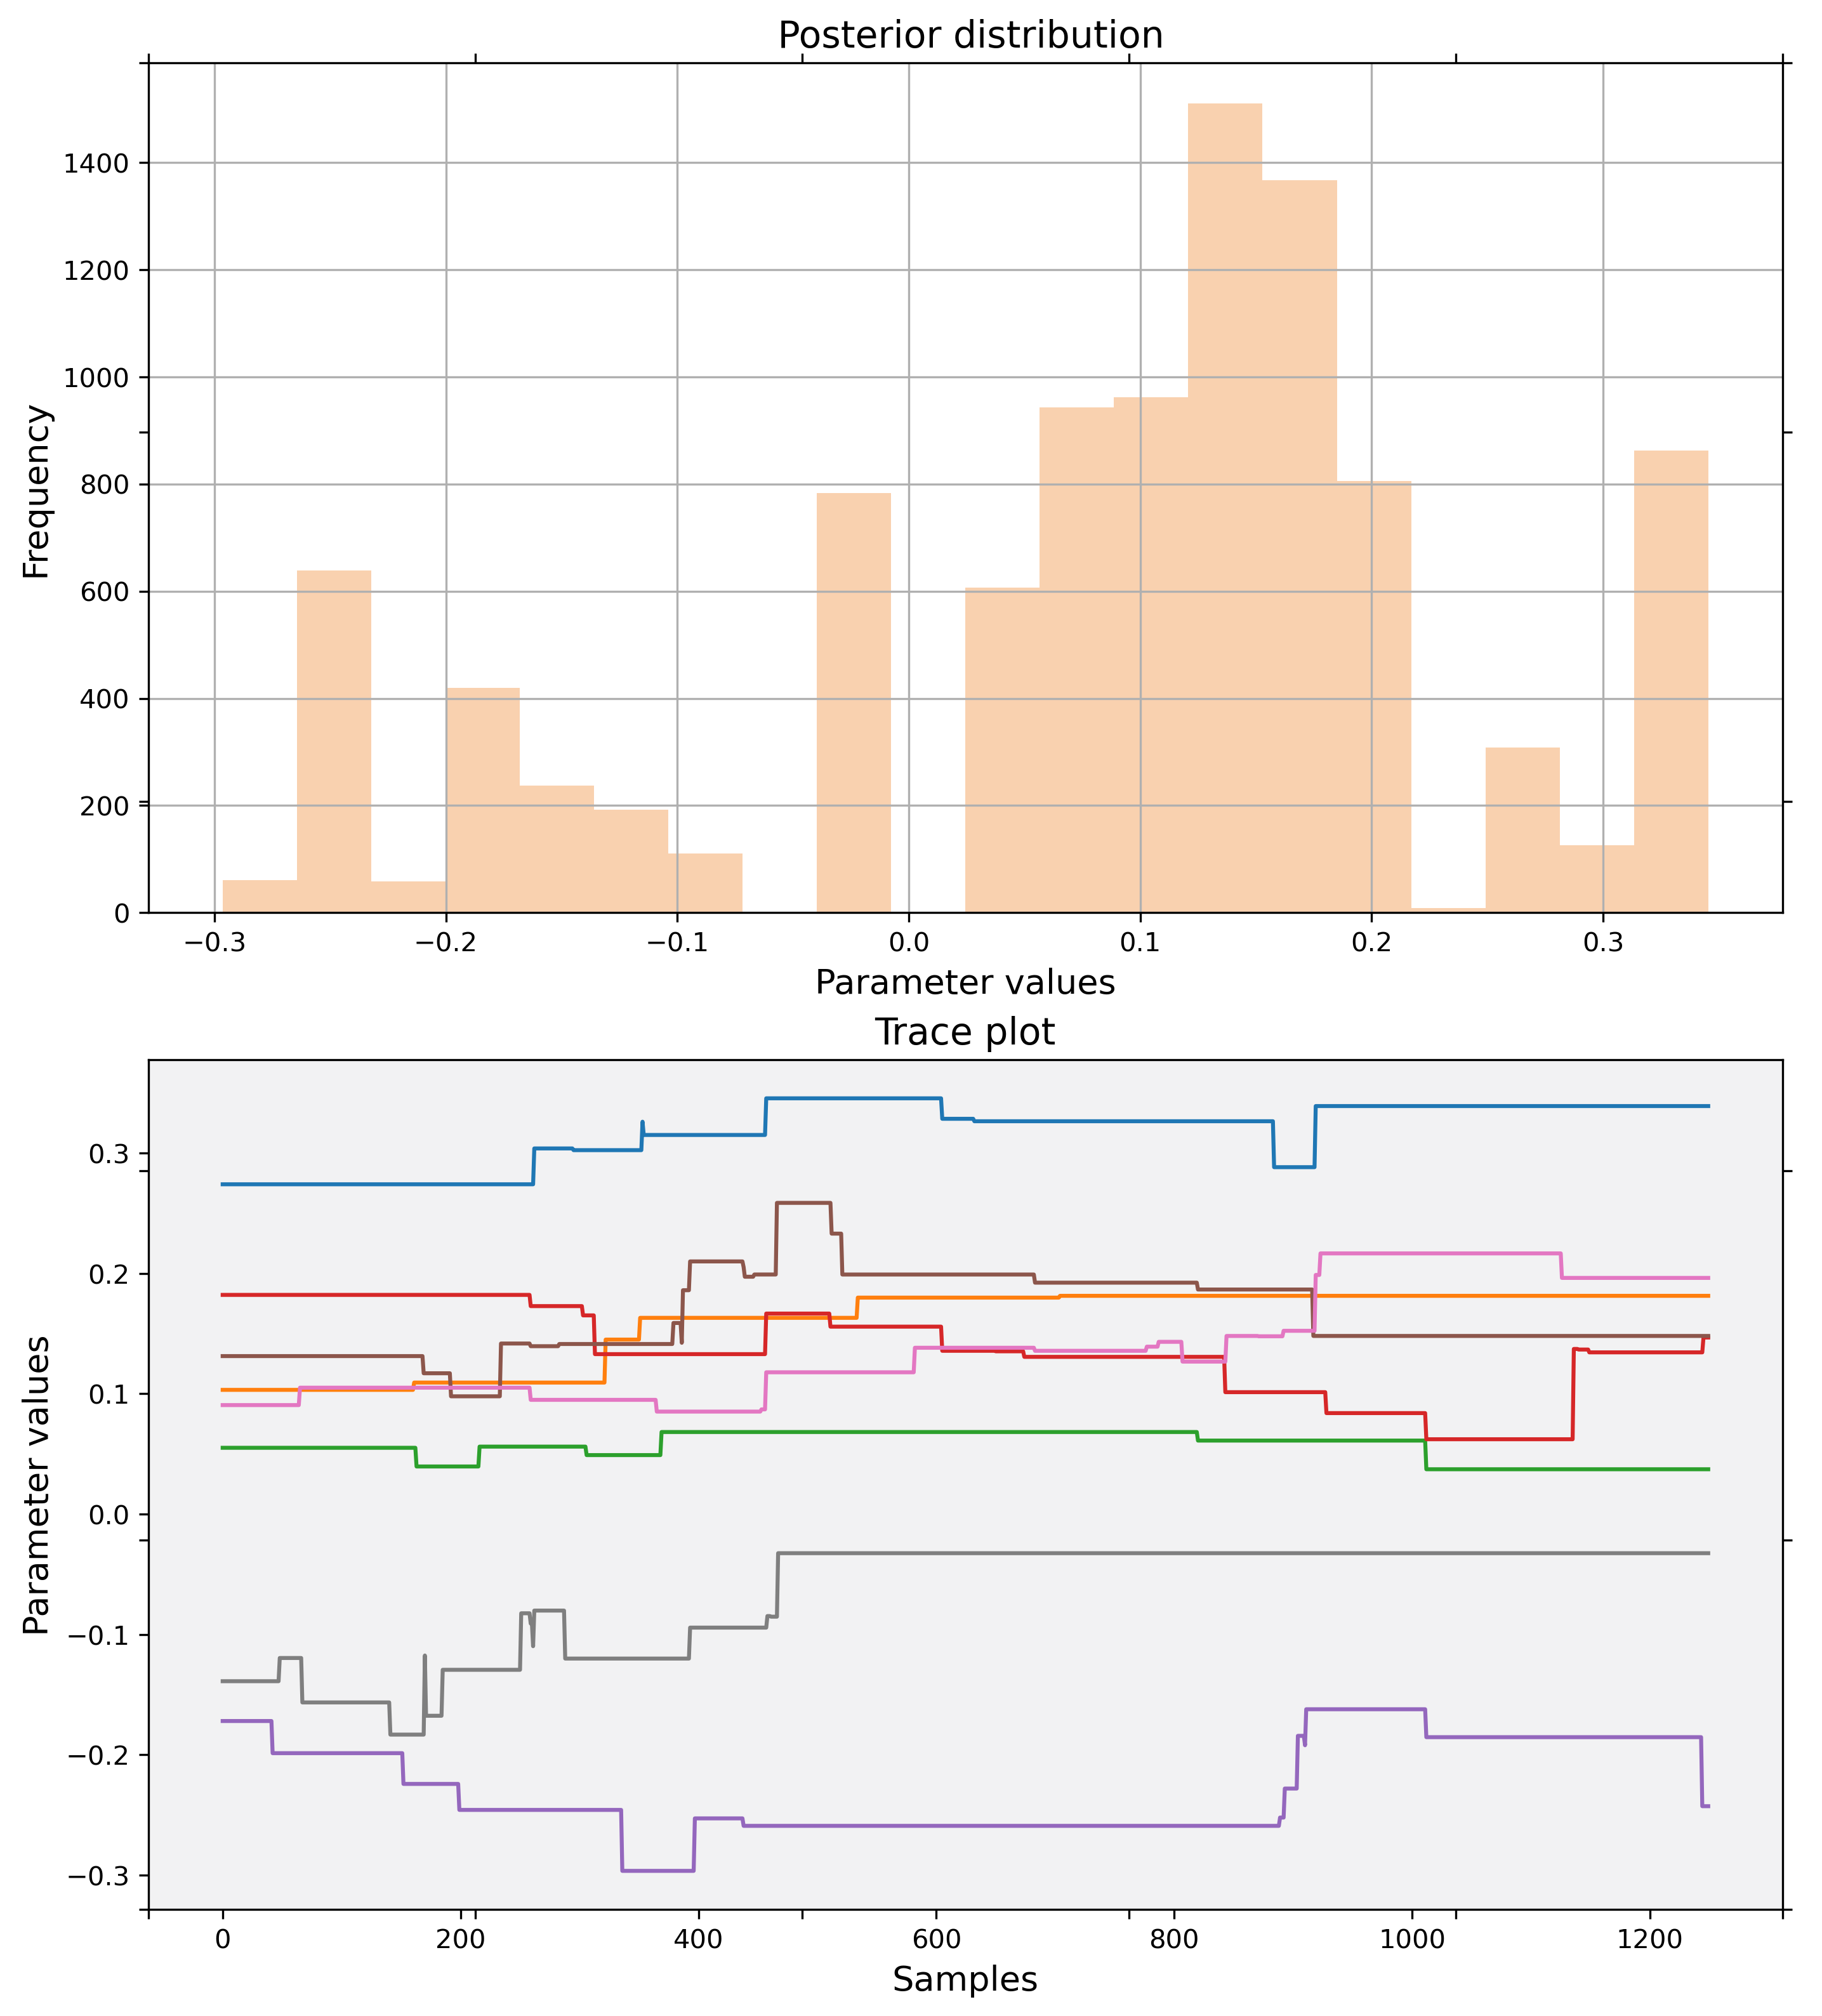 Posterior distribution
1400
1200
1000
800
600
400
200
0
Frequency
−0.3 −0.2 −0.1 0.0 0.1 0.2 0.3
Parameter values
Trace plot
0.3
0.2
0.1
0.0
−0.1
−0.2
−0.3
Parameter values
0 200 400 600 800 1000 1200
Samples